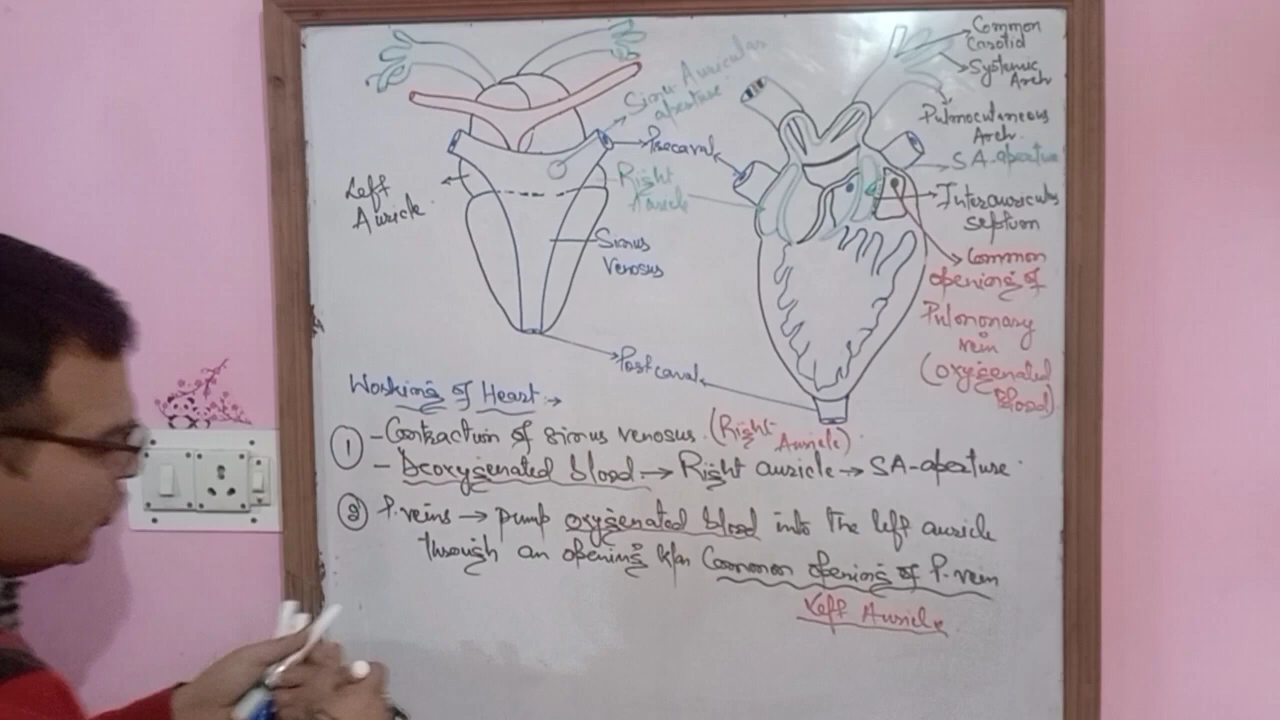 Common
Carotid
Systemic
Arch
Pulmocutaneous
Arch.
SA-aperture
Interauricular
septum
Common
opening of
Pulmonary
vein
(oxygenated
Blood)
Sinu-Auricular
aperture
Precaval
Right
Auricle
Left
Auricle
Sinus
Venosus
Postcaval
Working of Heart :→
① - Contraction of sinus venosus. (Right Auricle)
- Deoxygenated blood → Right auricle → SA-aperture
② P.veins → pump oxygenated blood into the left auricle
through an opening k/as Common opening of P.vein
Left Auricle